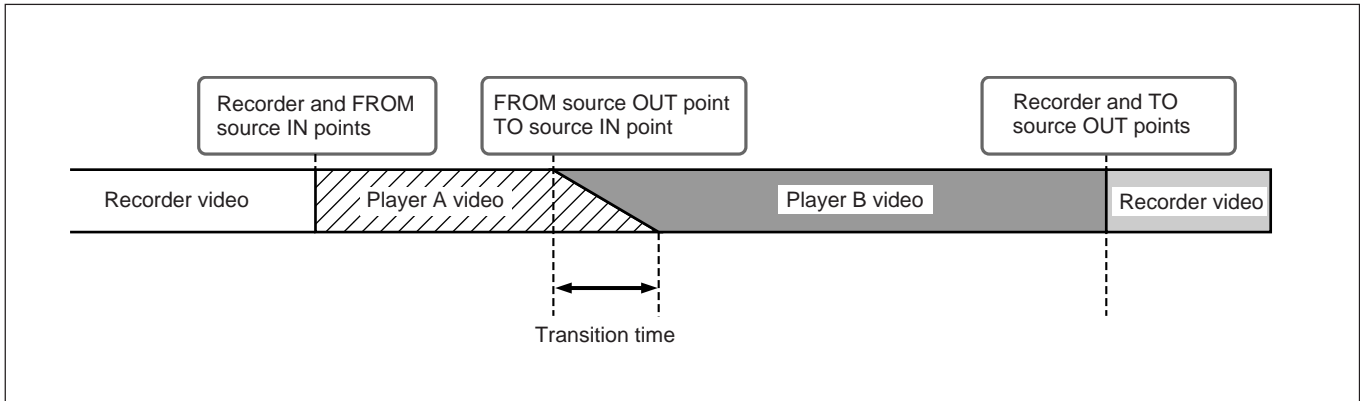 Recorder and FROM
source IN points
FROM source OUT point
TO source IN point
Recorder and TO
source OUT points
Recorder video
Player A video
Player B video
Recorder video
Transition time